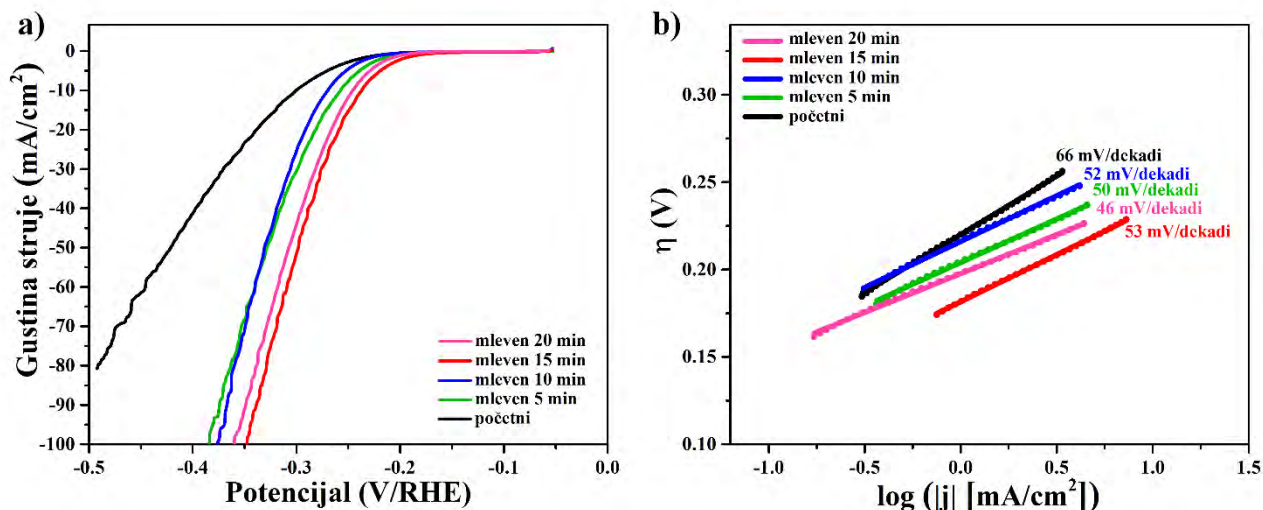 a)
Gustina struje (mA/cm²)
0
-10
-20
-30
-40
-50
-60
-70
-80
-90
-100
mleven 20 min
mleven 15 min
mleven 10 min
mleven 5 min
početni
-0.5
-0.4
-0.3
-0.2
-0.1
0.0
Potencijal (V/RHE)
b)
mleven 20 min
mleven 15 min
mleven 10 min
mleven 5 min
početni
η (V)
0.30
0.25
0.20
0.15
0.10
66 mV/dekadi
52 mV/dekadi
50 mV/dekadi
46 mV/dekadi
53 mV/dekadi
-1.0
-0.5
0.0
0.5
1.0
1.5
log (|j| [mA/cm²])